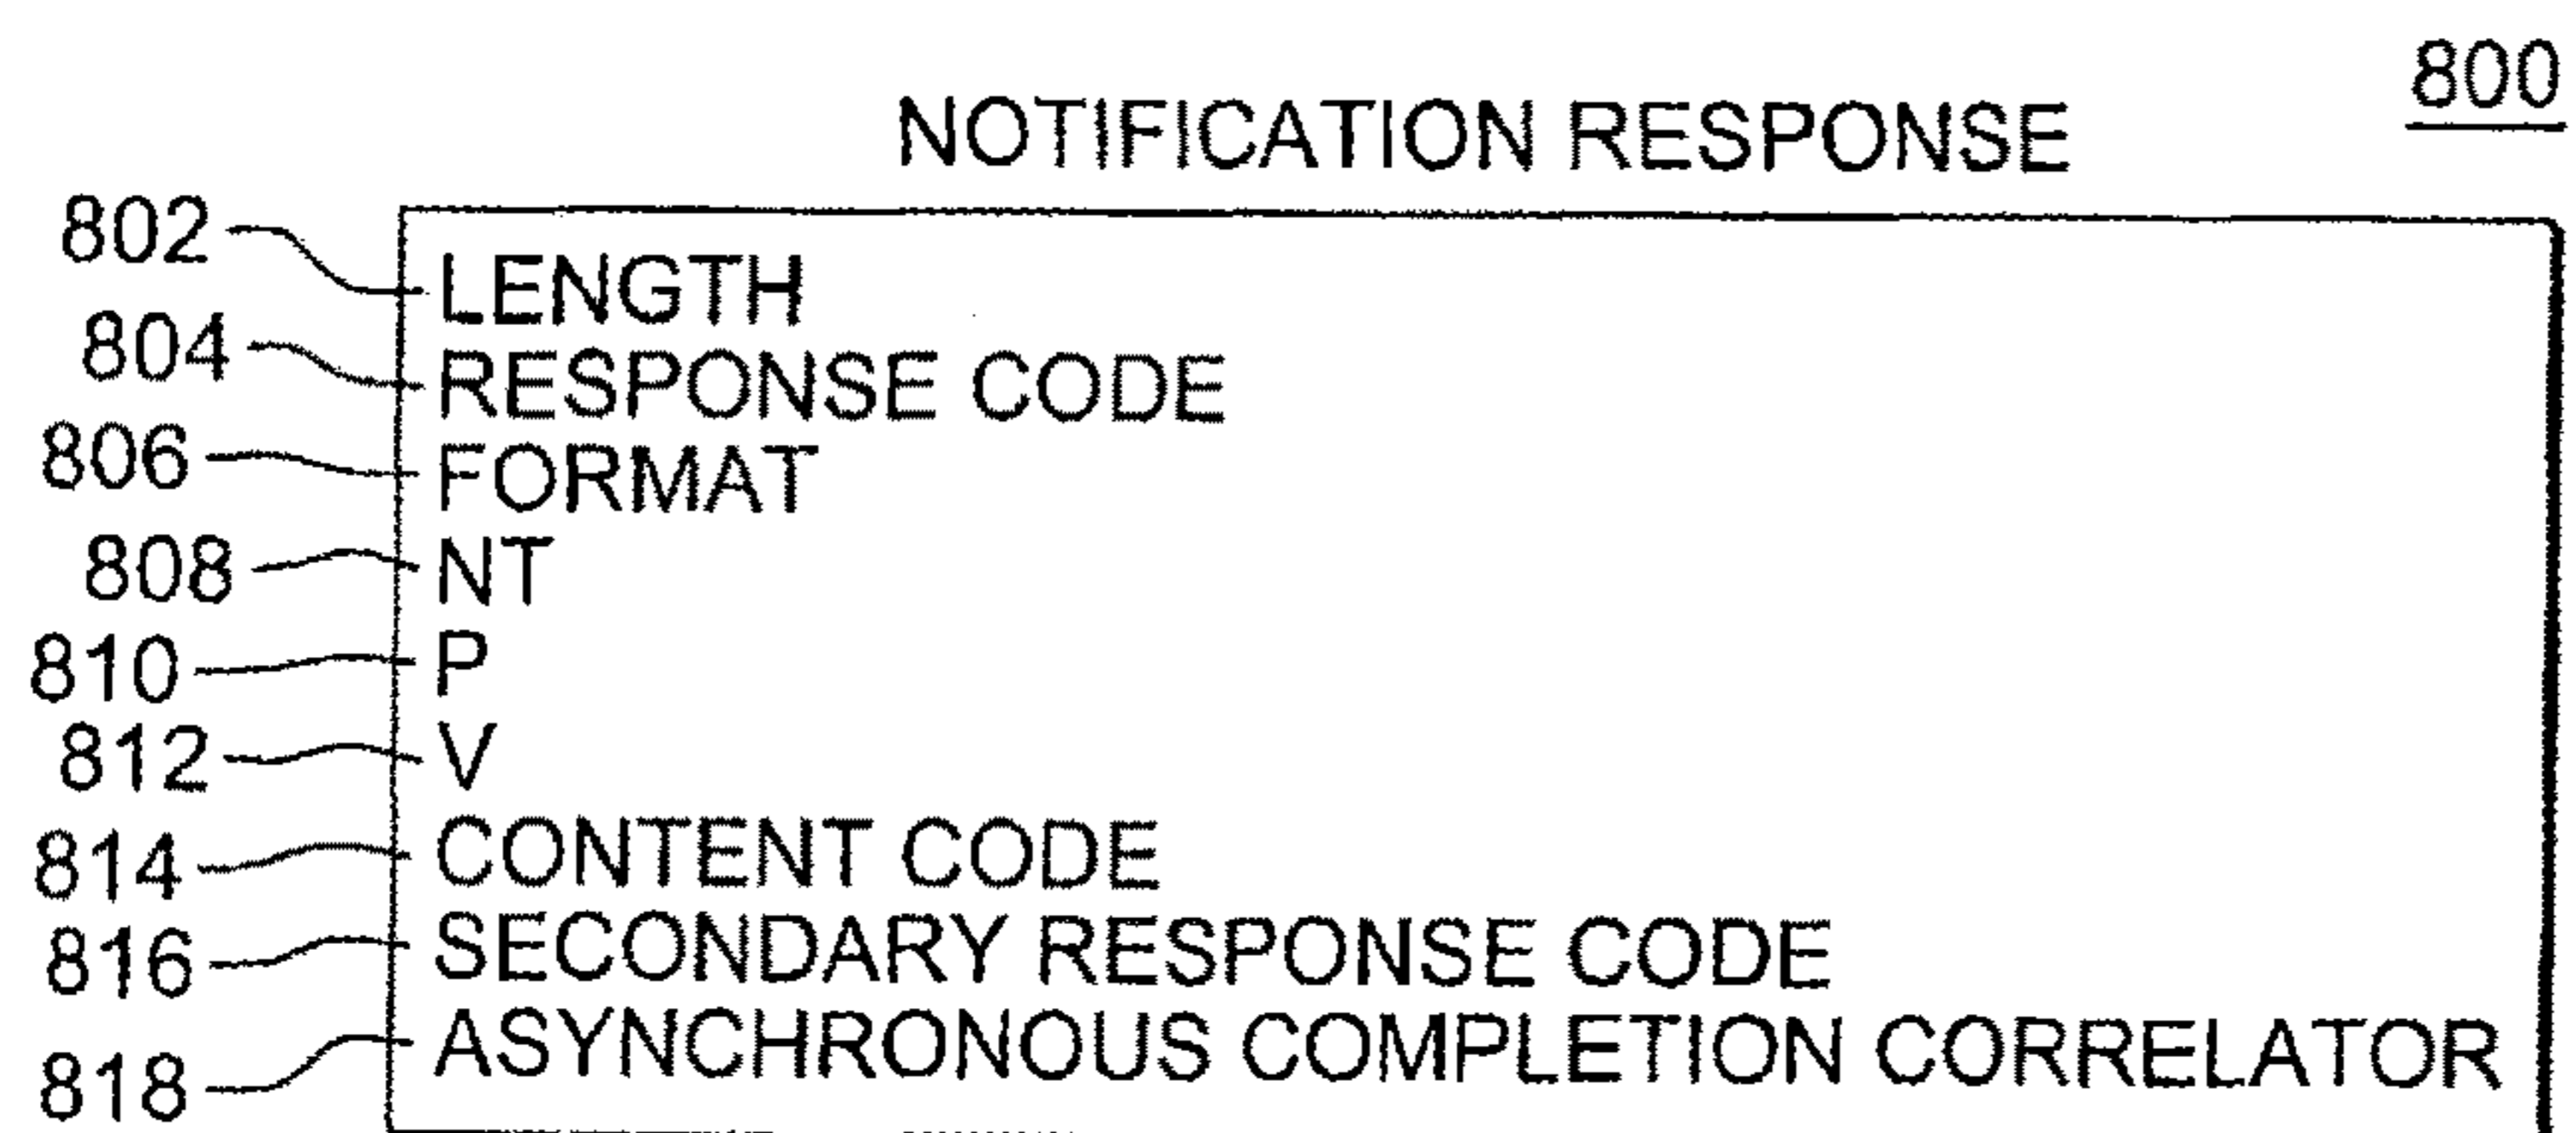 800
NOTIFICATION RESPONSE
802 LENGTH
804 RESPONSE CODE
806 FORMAT
808 NT
810 P
812 V
814 CONTENT CODE
816 SECONDARY RESPONSE CODE
818 ASYNCHRONOUS COMPLETION CORRELATOR